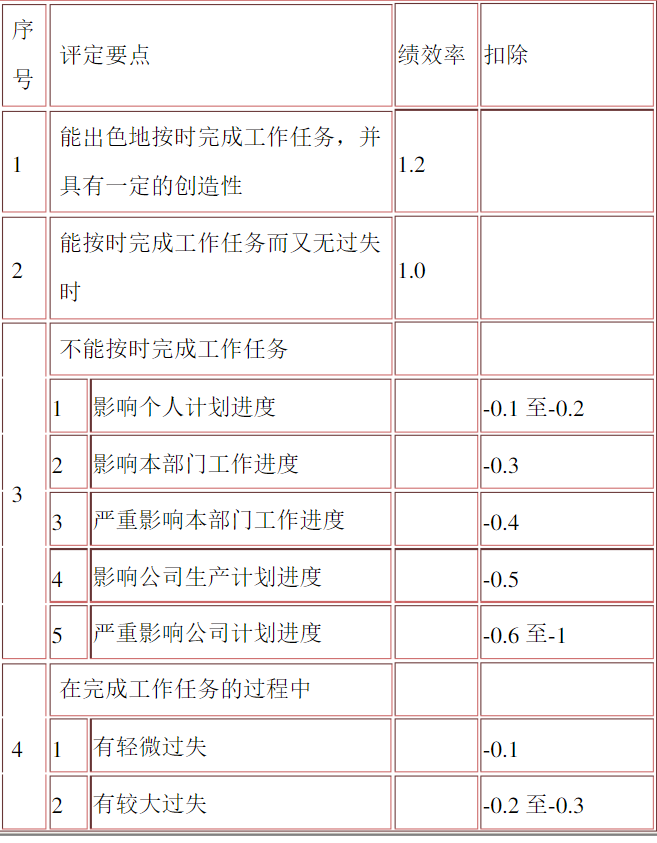 序号 评定要点 绩效率 扣除
1 能出色地按时完成工作任务，并
具有一定的创造性 1.2
2 能按时完成工作任务而又无过失
时 1.0
3 不能按时完成工作任务
1 影响个人计划进度 -0.1 至-0.2
2 影响本部门工作进度 -0.3
3 严重影响本部门工作进度 -0.4
4 影响公司生产计划进度 -0.5
5 严重影响公司计划进度 -0.6 至-1
4 在完成工作任务的过程中
1 有轻微过失 -0.1
2 有较大过失 -0.2 至-0.3